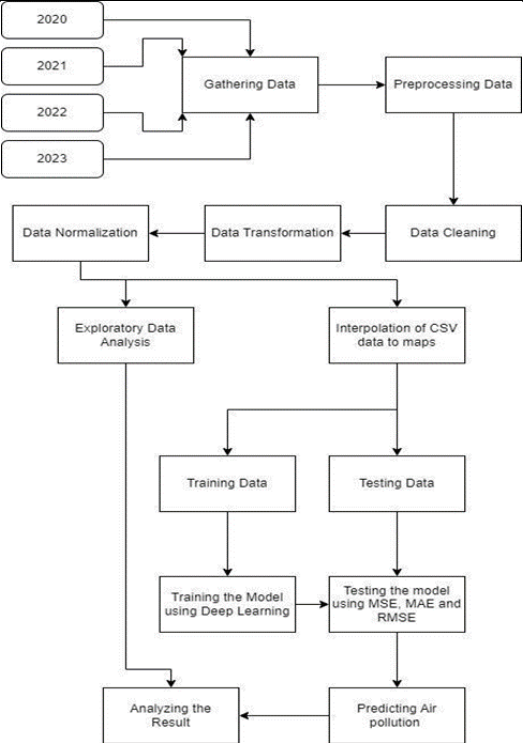 2020
2021
2022
2023
Gathering Data
Preprocessing Data
Data Normalization
Data Transformation
Data Cleaning
Exploratory Data
Analysis
Interpolation of CSV
data to maps
Training Data
Testing Data
Training the Model
using Deep Learning
Testing the model
using MSE, MAE and
RMSE
Analyzing the
Result
Predicting Air
pollution